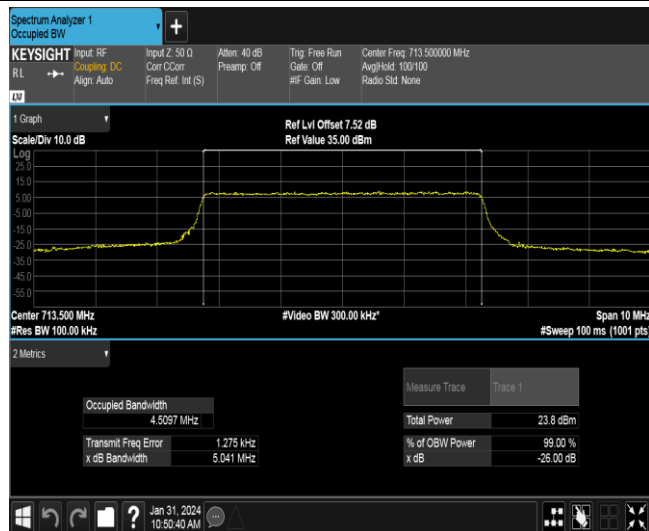 Spectrum Analyzer 1
Occupied BW
KEYSIGHT Input: RF Input Z: 50 Ω Atten: 40 dB Trig: Free Run Center Freq: 713.500000 MHz
RL Coupling: DC Corr CCorr Preamp: Off Gate: Off Avg|Hold: 100/100
Align: Auto Freq Ref: Int (S) #IF Gain: Low Radio Std: None
LXI
1 Graph
Ref Lvl Offset 7.52 dB
Scale/Div 10.0 dB Ref Value 35.00 dBm
Log
25.0
15.0
5.00
-5.00
-15.0
-25.0
-35.0
-45.0
-55.0
Center 713.500 MHz #Video BW 300.00 kHz* Span 10 MHz
#Res BW 100.00 kHz #Sweep 100 ms (1001 pts)
2 Metrics
Measure Trace Trace 1
Occupied Bandwidth
4.5097 MHz Total Power 23.8 dBm
Transmit Freq Error 1.275 kHz % of OBW Power 99.00 %
x dB Bandwidth 5.041 MHz x dB -26.00 dB
Jan 31, 2024
10:50:40 AM